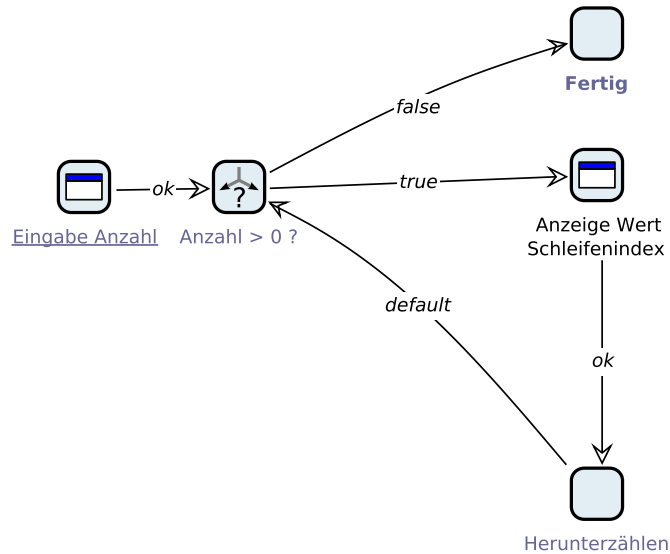 false
Fertig
ok
?
true
Eingabe Anzahl
Anzahl > 0 ?
Anzeige Wert
Schleifenindex
default
ok
Herunterzählen